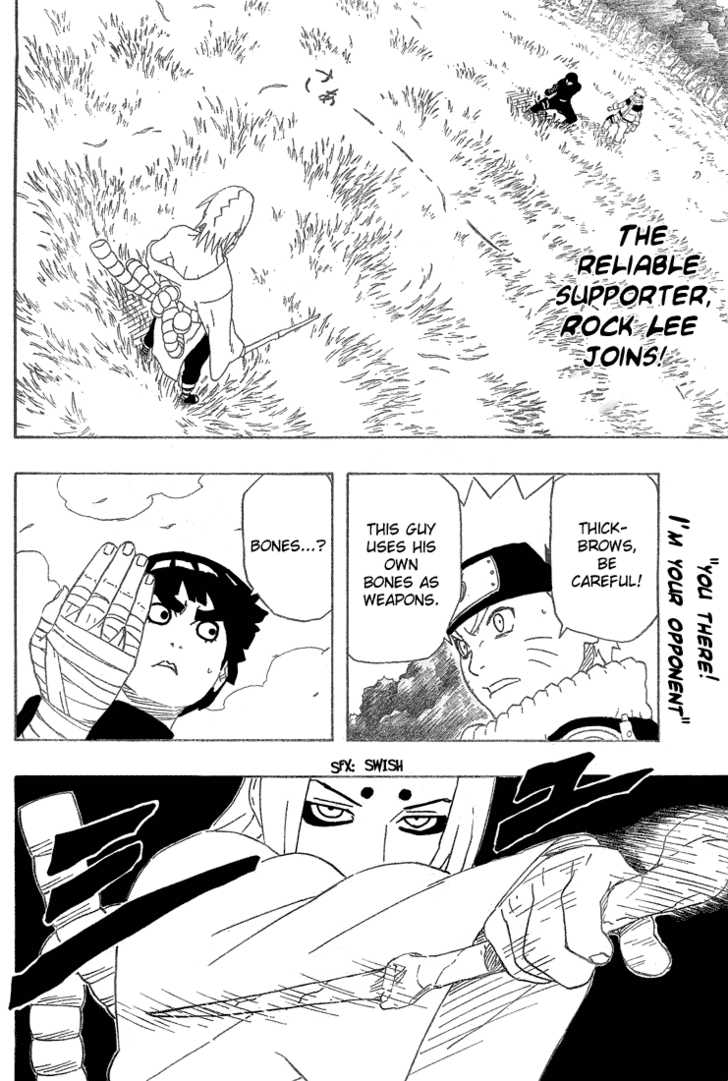 THE
RELIABLE
SUPPORTER,
ROCK LEE
JOINS!
"YOU THERE!
I'M YOUR OPPONENT"
THICK-
BROWS,
BE
CAREFUL!
THIS GUY
USES HIS
OWN
BONES AS
WEAPONS.
BONES...?
SFX: SWISH